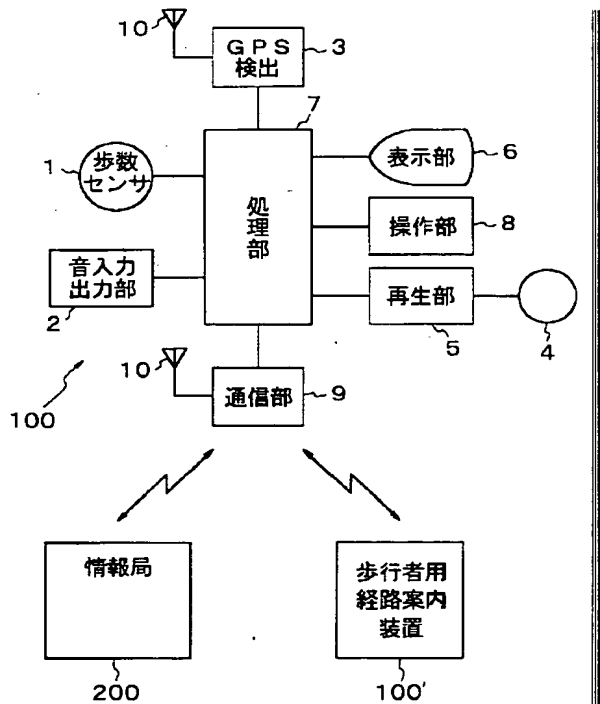 10
GPS
検出
3
7
1
歩数
センサ
処理部
表示部
6
操作部
8
音入力
出力部
2
再生部
5
4
10
通信部
9
100
情報局
200
歩行者用
経路案内
装置
100'